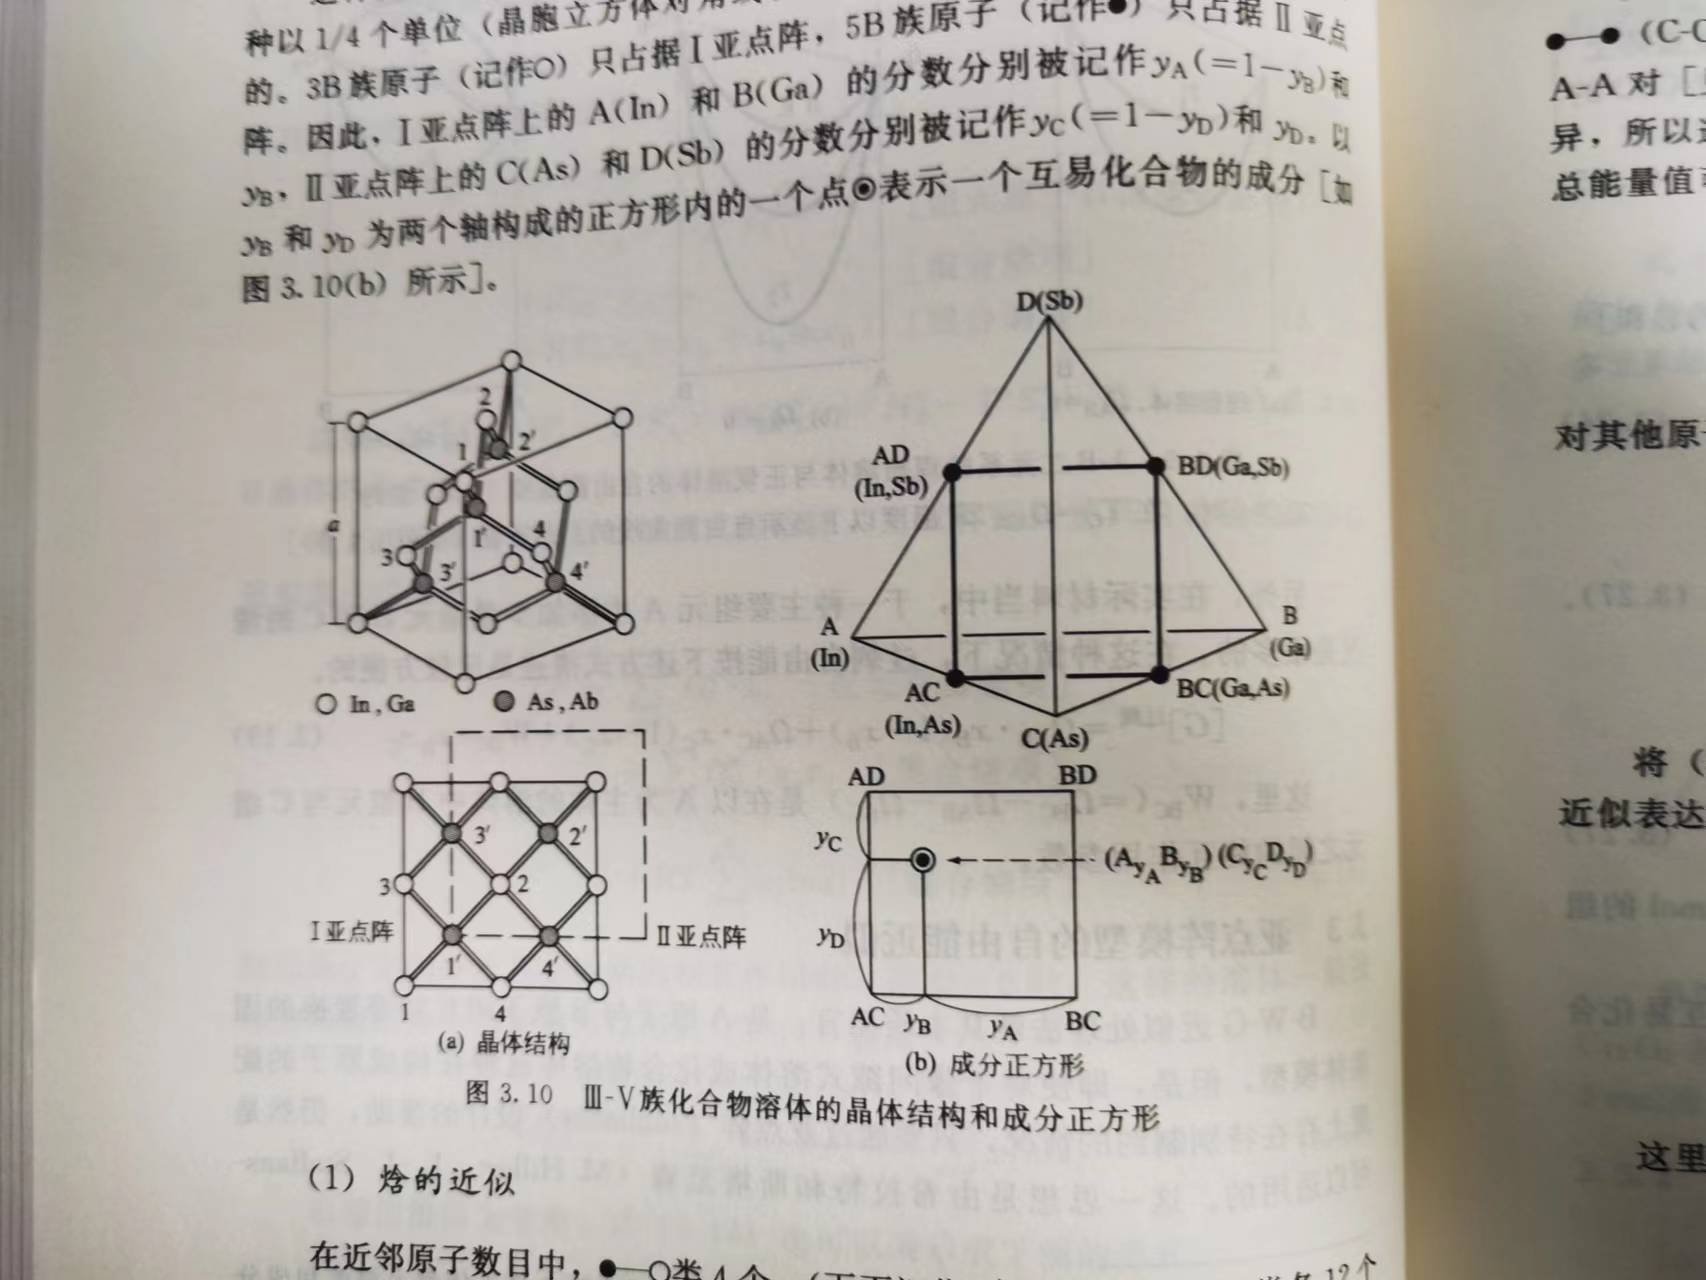 种以1/4个单位（晶胞立方体对角
的。3B族原子（记作○）只占据Ⅰ亚点阵，5B族原子（记作●）只占据Ⅱ亚点
阵。因此，Ⅰ亚点阵上的A(In) 和B(Ga) 的分数分别被记作yA(=1−yB)和
yB，Ⅱ亚点阵上的C(As) 和D(Sb) 的分数分别被记作yC(=1−yD)和yD。以
yB 和 yD 为两个轴构成的正方形内的一个点◉表示一个互易化合物的成分［如
图3.10(b) 所示］。
D(Sb)
AD
(In,Sb)
BD(Ga,Sb)
A
(In)
B
(Ga)
AC
(In,As)
BC(Ga,As)
C(As)
a
2
1
2′
1′
4
3
3′
4′
○ In,Ga
● As,Ab
3′
2′
3
2
Ⅰ亚点阵
Ⅱ亚点阵
1′
4′
1
4
(a) 晶体结构
AD
BD
yC
(AyA ByB)(CyC DyD)
yD
AC
yB
yA
BC
(b) 成分正方形
图 3.10 Ⅲ-Ⅴ族化合物溶体的晶体结构和成分正方形
(1) 焓的近似
在近邻原子数目中，●—○类4个
12个
●—● (C-C
A-A 对［
异，所以
总能量值
对其他原
将（
近似表达
这里